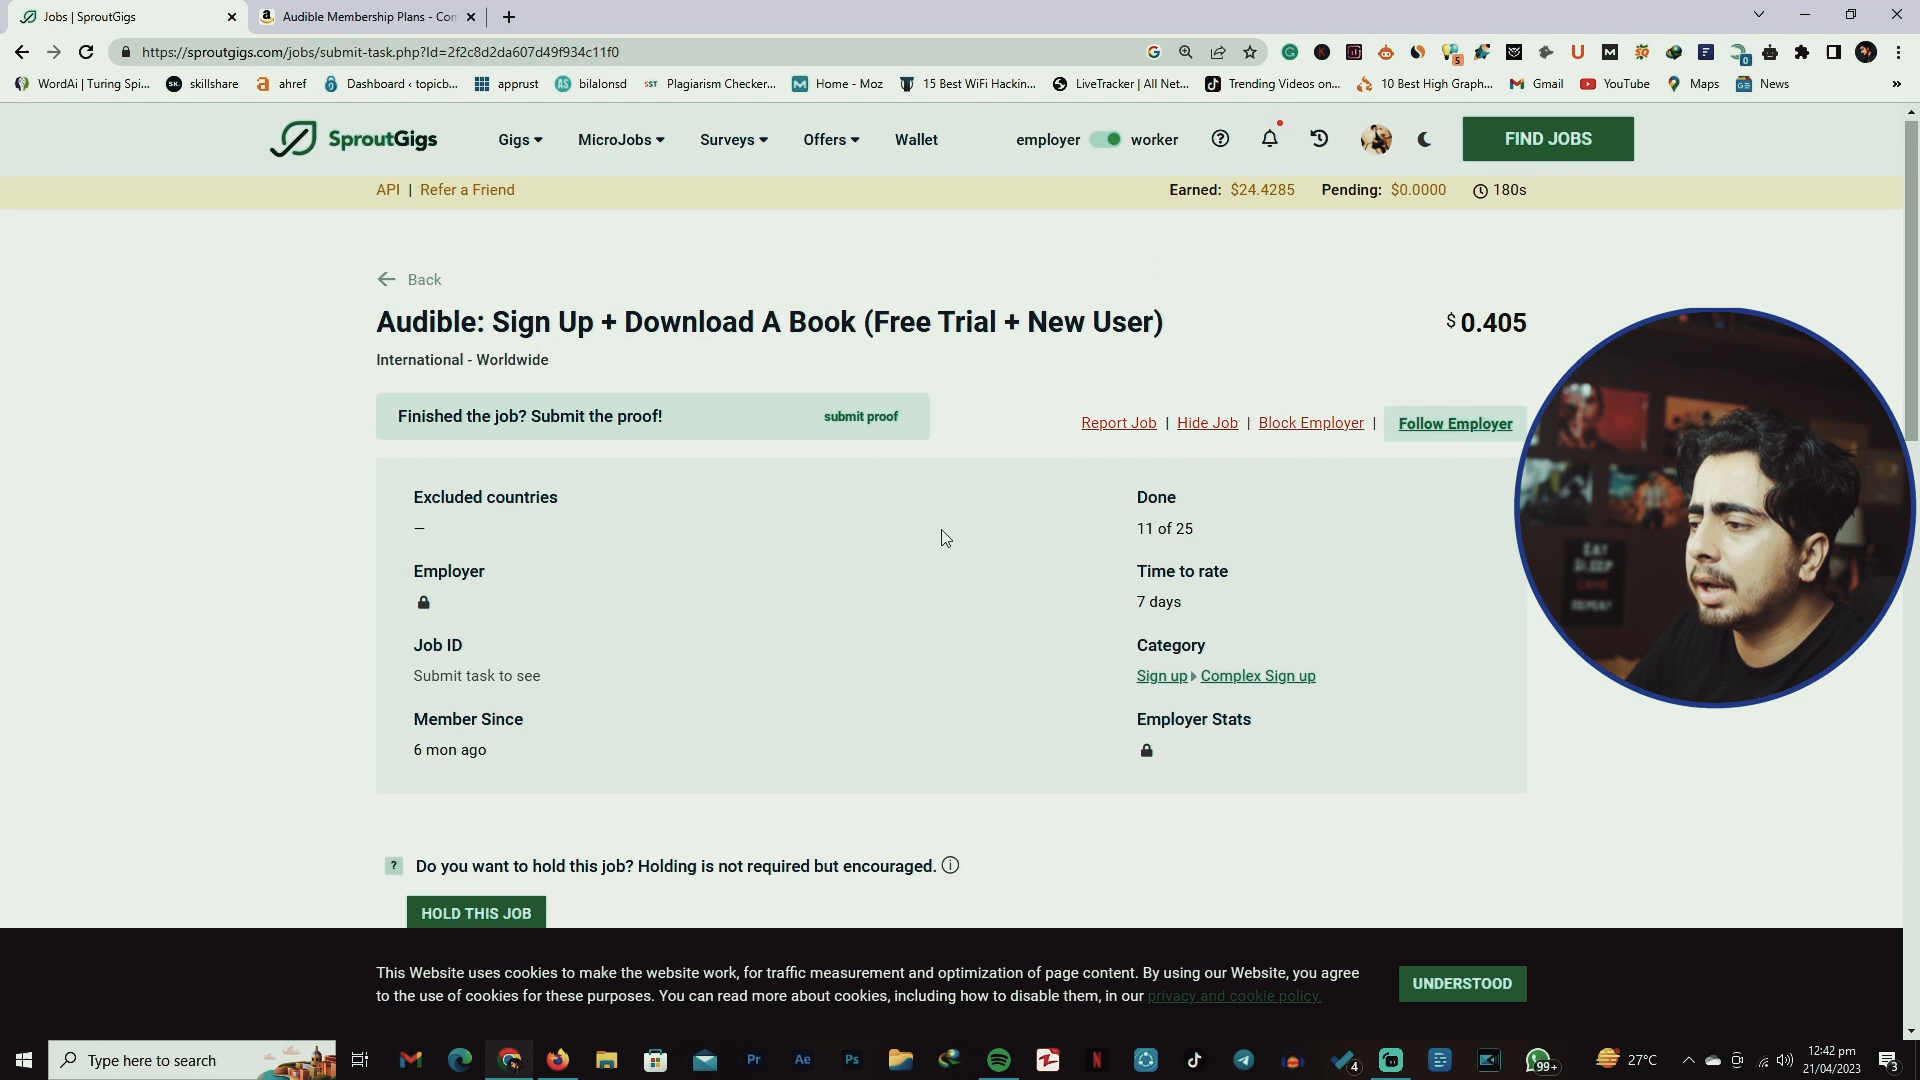 Jobs | SproutGigs
Audible Membership Plans - Con
https://sproutgigs.com/jobs/submit-task.php?Id=2f2c8d2da607d49f934c11f0
WordAi | Turing Spi...
skillshare
ahref
Dashboard ‹ topicb...
apprust
bilalonsd
Plagiarism Checker...
Home - Moz
15 Best WiFi Hackin...
LiveTracker | All Net...
Trending Videos on...
10 Best High Graph...
Gmail
YouTube
Maps
News
SproutGigs
Gigs
MicroJobs
Surveys
Offers
Wallet
employer
worker
FIND JOBS
API | Refer a Friend
Earned: $24.4285 Pending: $0.0000 180s
Back
Audible: Sign Up + Download A Book (Free Trial + New User)
$ 0.405
International - Worldwide
Finished the job? Submit the proof!
submit proof
Report Job | Hide Job | Block Employer |
Follow Employer
Excluded countries
—
Employer
Job ID
Submit task to see
Member Since
6 mon ago
Done
11 of 25
Time to rate
7 days
Category
Sign up
Complex Sign up
Employer Stats
? Do you want to hold this job? Holding is not required but encouraged.
HOLD THIS JOB
This Website uses cookies to make the website work, for traffic measurement and optimization of page content. By using our Website, you agree
to the use of cookies for these purposes. You can read more about cookies, including how to disable them, in our privacy and cookie policy.
UNDERSTOOD
EAT
SLEEP
GAME
REPEAT
Type here to search
Pr
Ae
Ps
4
99+
27°C
12:42 pm
21/04/2023
3